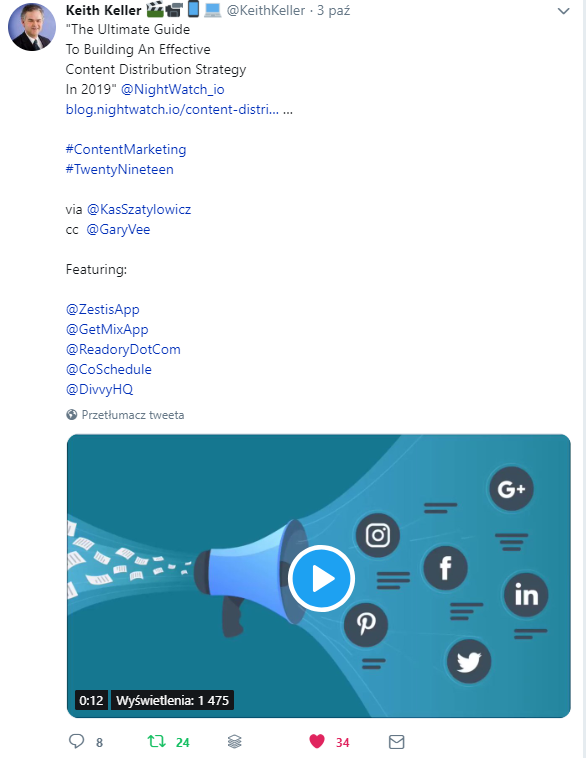 Keith Keller 🎬📹📱💻 @KeithKeller · 3 paź
"The Ultimate Guide
To Building An Effective
Content Distribution Strategy
In 2019" @NightWatch_io
blog.nightwatch.io/content-distri… …
#ContentMarketing
#TwentyNineteen
via @KasSzatylowicz
cc @GaryVee
Featuring:
@ZestisApp
@GetMixApp
@ReadoryDotCom
@CoSchedule
@DivvyHQ
Przetłumacz tweeta
G+
f
in
0:12 Wyświetlenia: 1 475
8 24 34